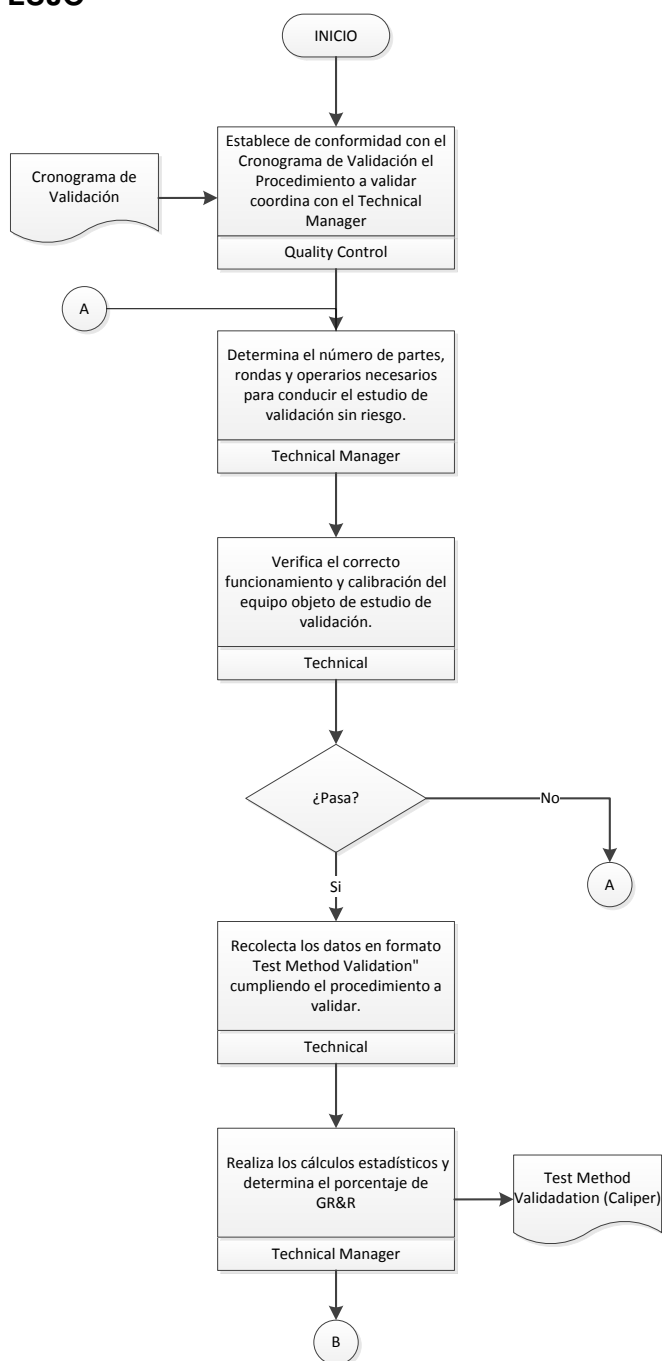 INICIO
Establece de conformidad con el
Cronograma de Validación el
Procedimiento a validar
coordina con el Technical
Manager
Quality Control
Cronograma de
Validación
A
Determina el número de partes,
rondas y operarios necesarios
para conducir el estudio de
validación sin riesgo.
Technical Manager
Verifica el correcto
funcionamiento y calibración del
equipo objeto de estudio de
validación.
Technical
¿Pasa?
No
A
Si
Recolecta los datos en formato
Test Method Validation"
cumpliendo el procedimiento a
validar.
Technical
Realiza los cálculos estadísticos y
determina el porcentaje de
GR&R
Technical Manager
Test Method
Validadation (Caliper)
B